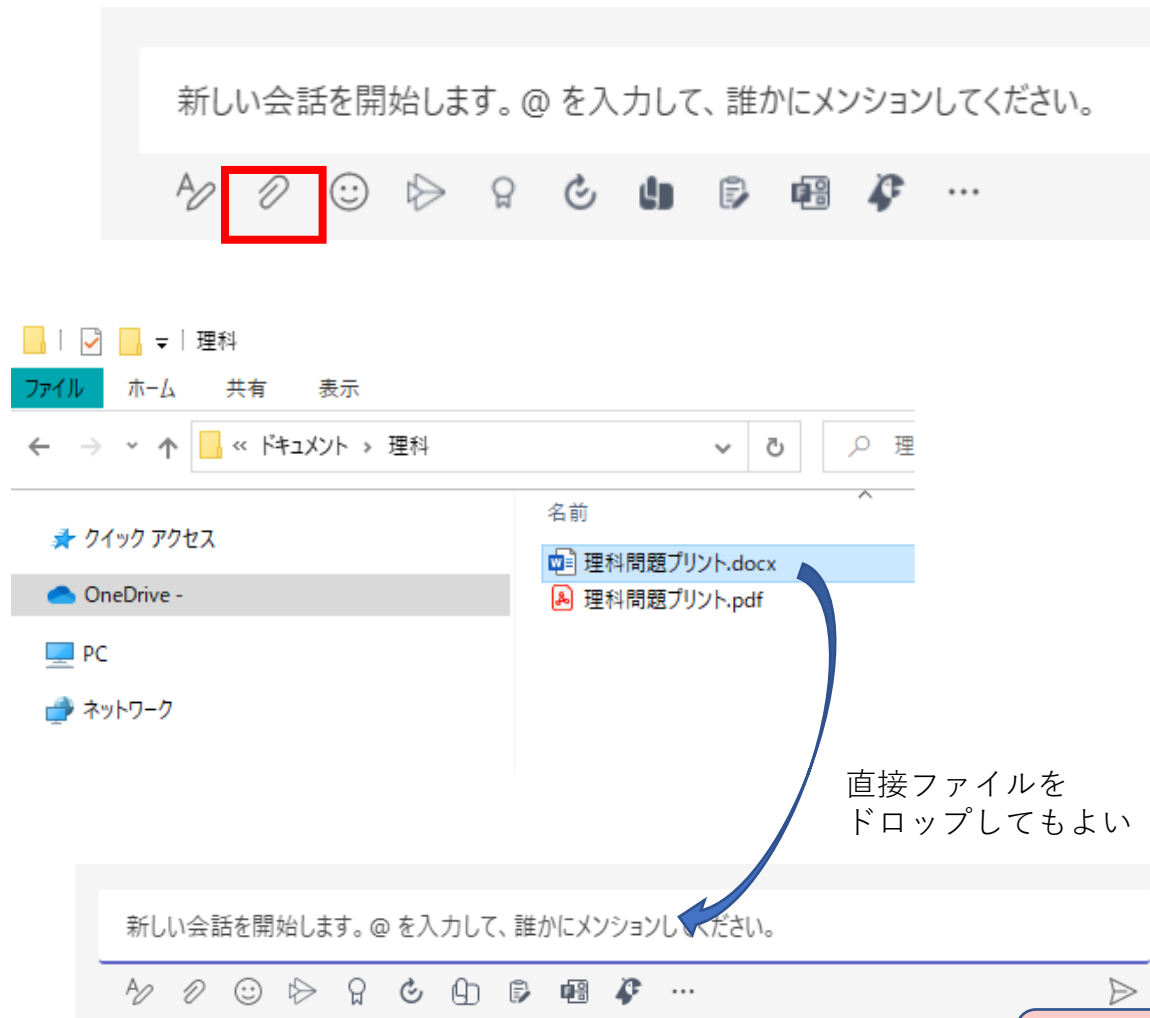 新しい会話を開始します。@ を入力して、誰かにメンションしてください。
理科
ファイル ホーム 共有 表示
« ドキュメント › 理科 理
名前
クイック アクセス
理科問題プリント.docx
OneDrive -
理科問題プリント.pdf
PC
ネットワーク
直接ファイルを
ドロップしてもよい
新しい会話を開始します。@ を入力して、誰かにメンションしてください。